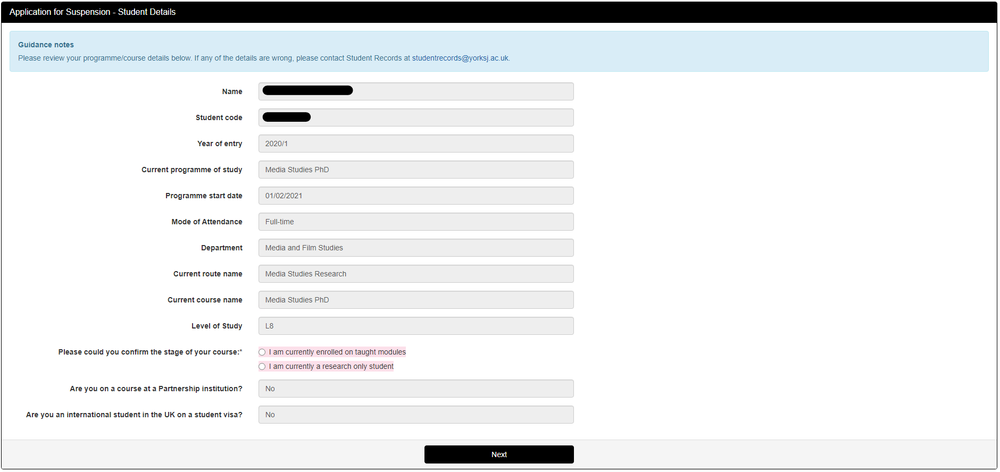 Application for Suspension - Student Details
Guidance notes
Please review your programme/course details below. If any of the details are wrong, please contact Student Records at studentrecords@yorksj.ac.uk.
Name
Student code
Year of entry 2020/1
Current programme of study Media Studies PhD
Programme start date 01/02/2021
Mode of Attendance Full-time
Department Media and Film Studies
Current route name Media Studies Research
Current course name Media Studies PhD
Level of Study L8
Please could you confirm the stage of your course:* I am currently enrolled on taught modules
I am currently a research only student
Are you on a course at a Partnership institution? No
Are you an international student in the UK on a student visa? No
Next